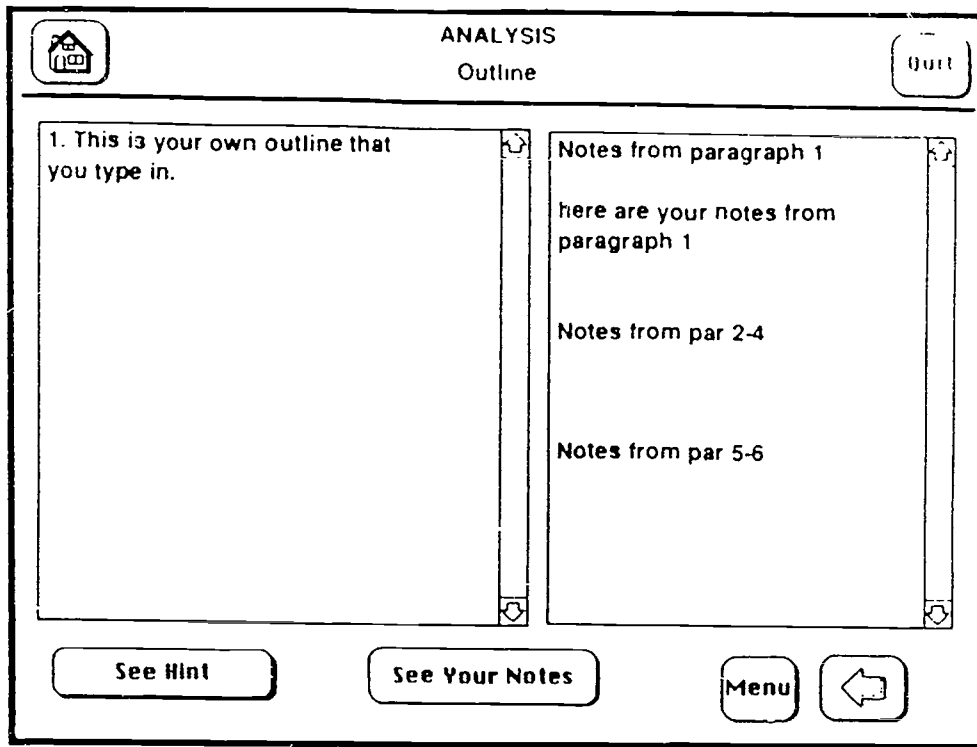 ANALYSIS
Outline
Quit
1. This is your own outline that
you type in.
Notes from paragraph 1
here are your notes from
paragraph 1
Notes from par 2-4
Notes from par 5-6
See Hint
See Your Notes
Menu